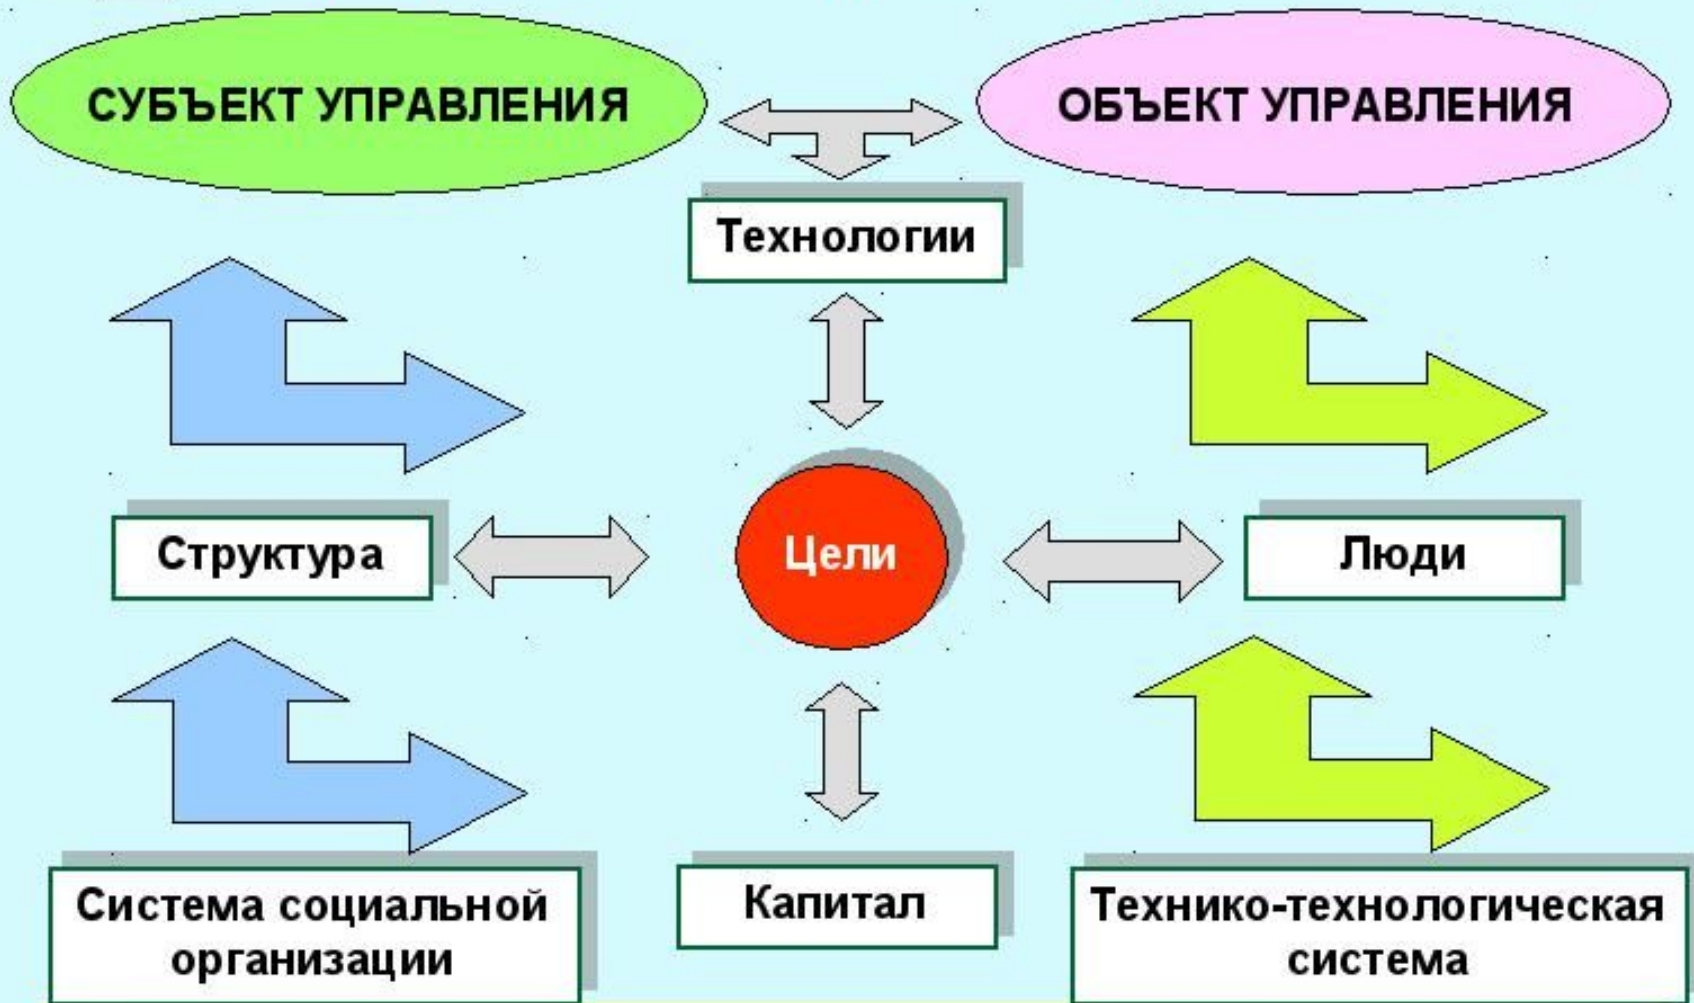 СУБЪЕКТ УПРАВЛЕНИЯ
ОБЪЕКТ УПРАВЛЕНИЯ
Технологии
Структура
Цели
Люди
Система социальной
организации
Капитал
Технико-технологическая
система